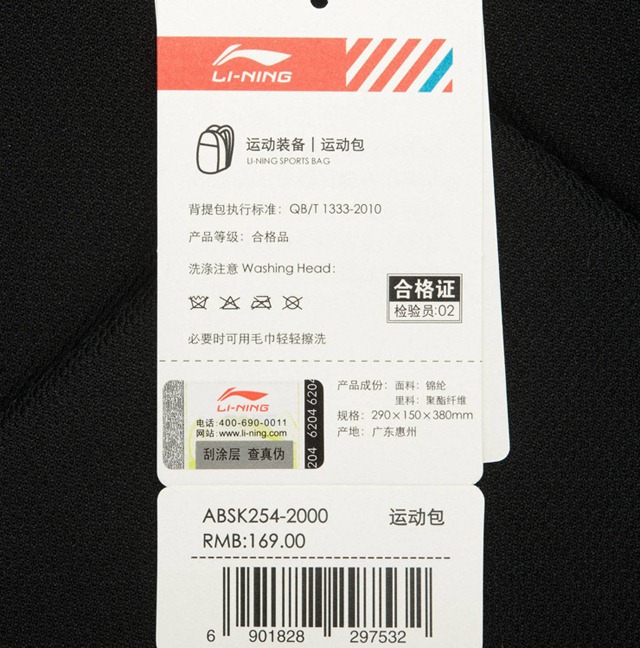 LI-NING
运动装备 | 运动包
LI-NING SPORTS BAG
背提包执行标准：QB/T 1333-2010
产品等级：合格品
洗涤注意 Washing Head:
合格证
检验员:02
必要时可用毛巾轻轻擦洗
LI-NING
电话:400-690-0011
网站:www.li-ning.com
刮涂层 查真伪
204 6204 6204
产品成份：面料：锦纶
里料：聚酯纤维
规格：290×150×380mm
产地：广东惠州
ABSK254-2000 运动包
RMB:169.00
6 901828 297532